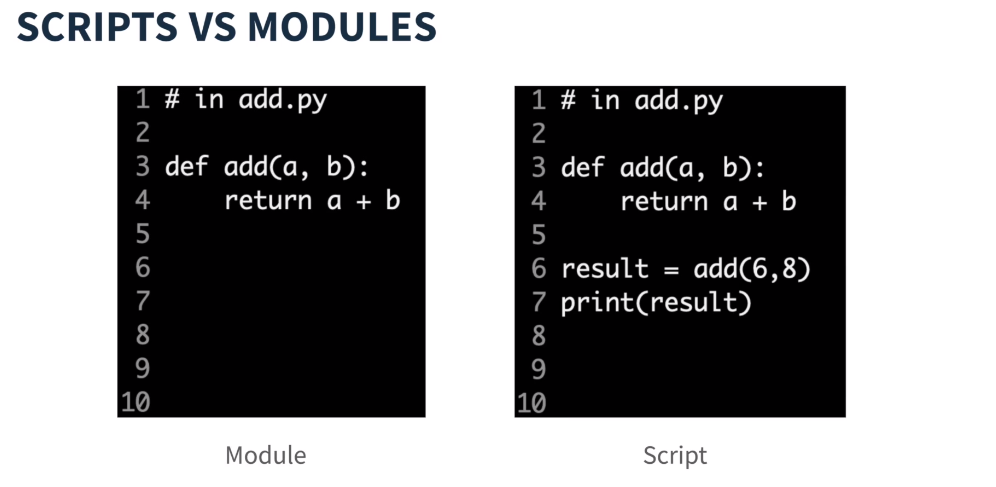 SCRIPTS VS MODULES
1 # in add.py
2
3 def add(a, b):
4     return a + b
5
6
7
8
9
10
Module
1 # in add.py
2
3 def add(a, b):
4     return a + b
5
6 result = add(6,8)
7 print(result)
8
9
10
Script